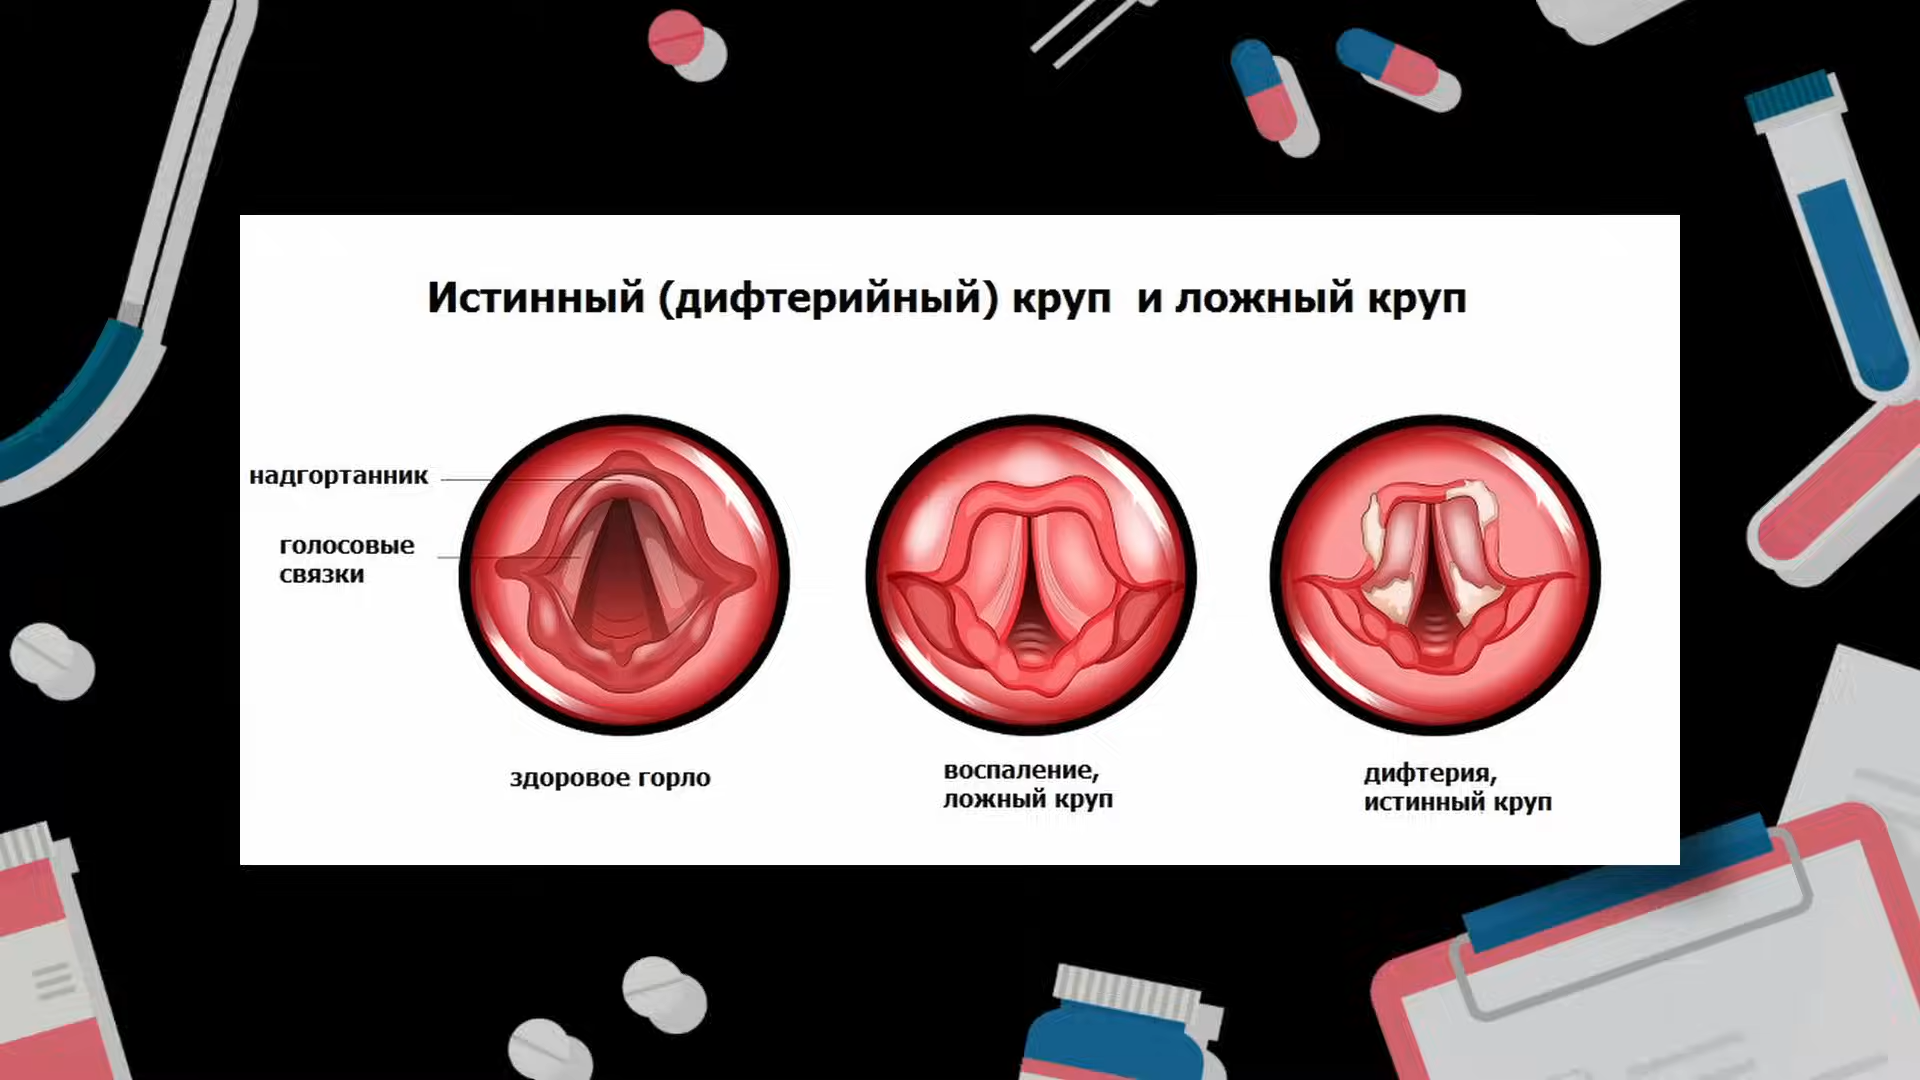 Истинный (дифтерийный) круп и ложный круп
надгортанник
голосовые
связки
здоровое горло
воспаление,
ложный круп
дифтерия,
истинный круп